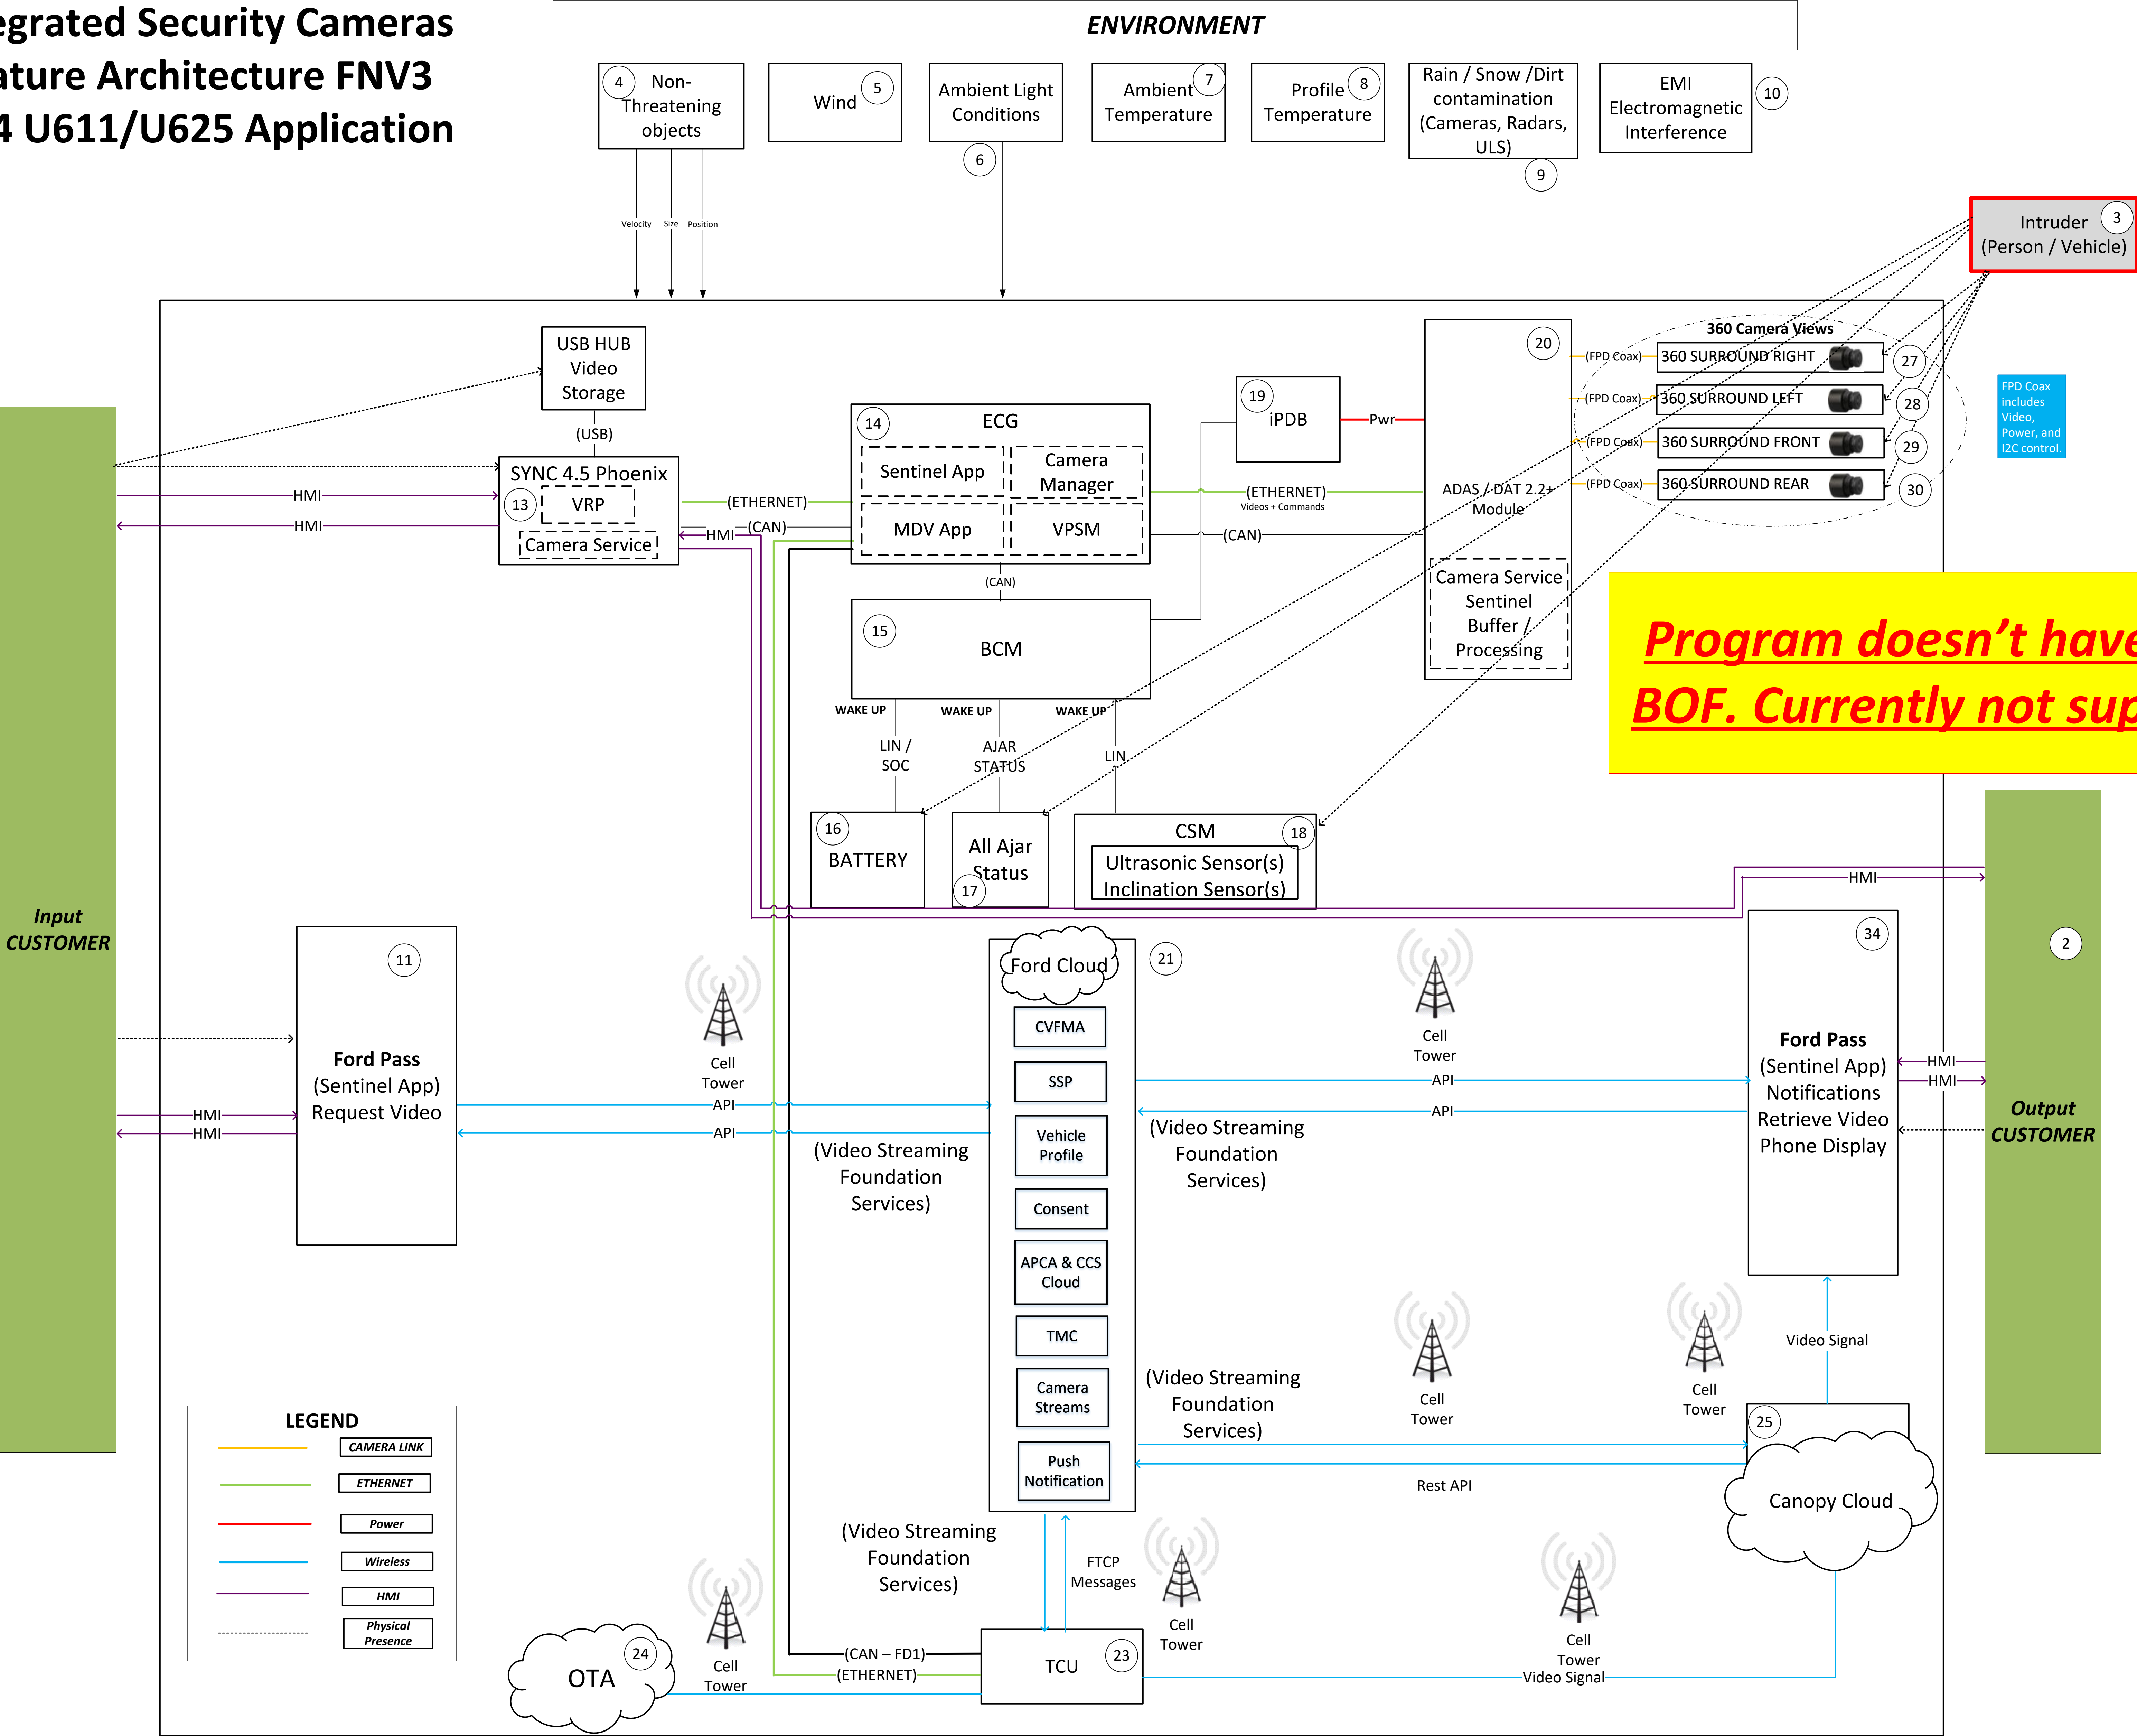 egrated Security Cameras
ature Architecture FNV3
4 U611/U625 Application
ENVIRONMENT
4
Non-
Threatening
objects
Wind
5
Ambient Light
Conditions
6
Ambient
Temperature
7
Profile
Temperature
8
Rain / Snow /Dirt
contamination
(Cameras, Radars,
ULS)
9
EMI
Electromagnetic
Interference
10
Velocity
Size
Position
Intruder
(Person / Vehicle)
3
USB HUB
Video
Storage
(USB)
SYNC 4.5 Phoenix
13
VRP
Camera Service
HMI
HMI
(ETHERNET)
(CAN)
HMI
14
ECG
Sentinel App
Camera
Manager
MDV App
VPSM
(CAN)
19
iPDB
Pwr
(ETHERNET)
Videos + Commands
(CAN)
20
ADAS / DAT 2.2+
Module
Camera Service
Sentinel
Buffer /
Processing
360 Camera Views
(FPD Coax)
360 SURROUND RIGHT
27
(FPD Coax)
360 SURROUND LEFT
28
(FPD Coax)
360 SURROUND FRONT
29
(FPD Coax)
360 SURROUND REAR
30
FPD Coax
includes
Video,
Power, and
I2C control.
Program doesn't have
BOF. Currently not sup
15
BCM
WAKE UP
WAKE UP
WAKE UP
LIN /
SOC
AJAR
STATUS
LIN
16
BATTERY
All Ajar
Status
17
CSM
18
Ultrasonic Sensor(s)
Inclination Sensor(s)
HMI
Input
CUSTOMER
11
Ford Pass
(Sentinel App)
Request Video
HMI
HMI
Cell
Tower
API
API
(Video Streaming
Foundation
Services)
Ford Cloud
21
CVFMA
SSP
Vehicle
Profile
Consent
APCA & CCS
Cloud
TMC
Camera
Streams
Push
Notification
Cell
Tower
API
API
(Video Streaming
Foundation
Services)
34
Ford Pass
(Sentinel App)
Notifications
Retrieve Video
Phone Display
HMI
HMI
2
Output
CUSTOMER
Video Signal
Cell
Tower
Cell
Tower
(Video Streaming
Foundation
Services)
Rest API
25
Canopy Cloud
LEGEND
CAMERA LINK
ETHERNET
Power
Wireless
HMI
Physical
Presence
(Video Streaming
Foundation
Services)
FTCP
Messages
Cell
Tower
Cell
Tower
Video Signal
OTA
24
Cell
Tower
(CAN – FD1)
(ETHERNET)
TCU
23